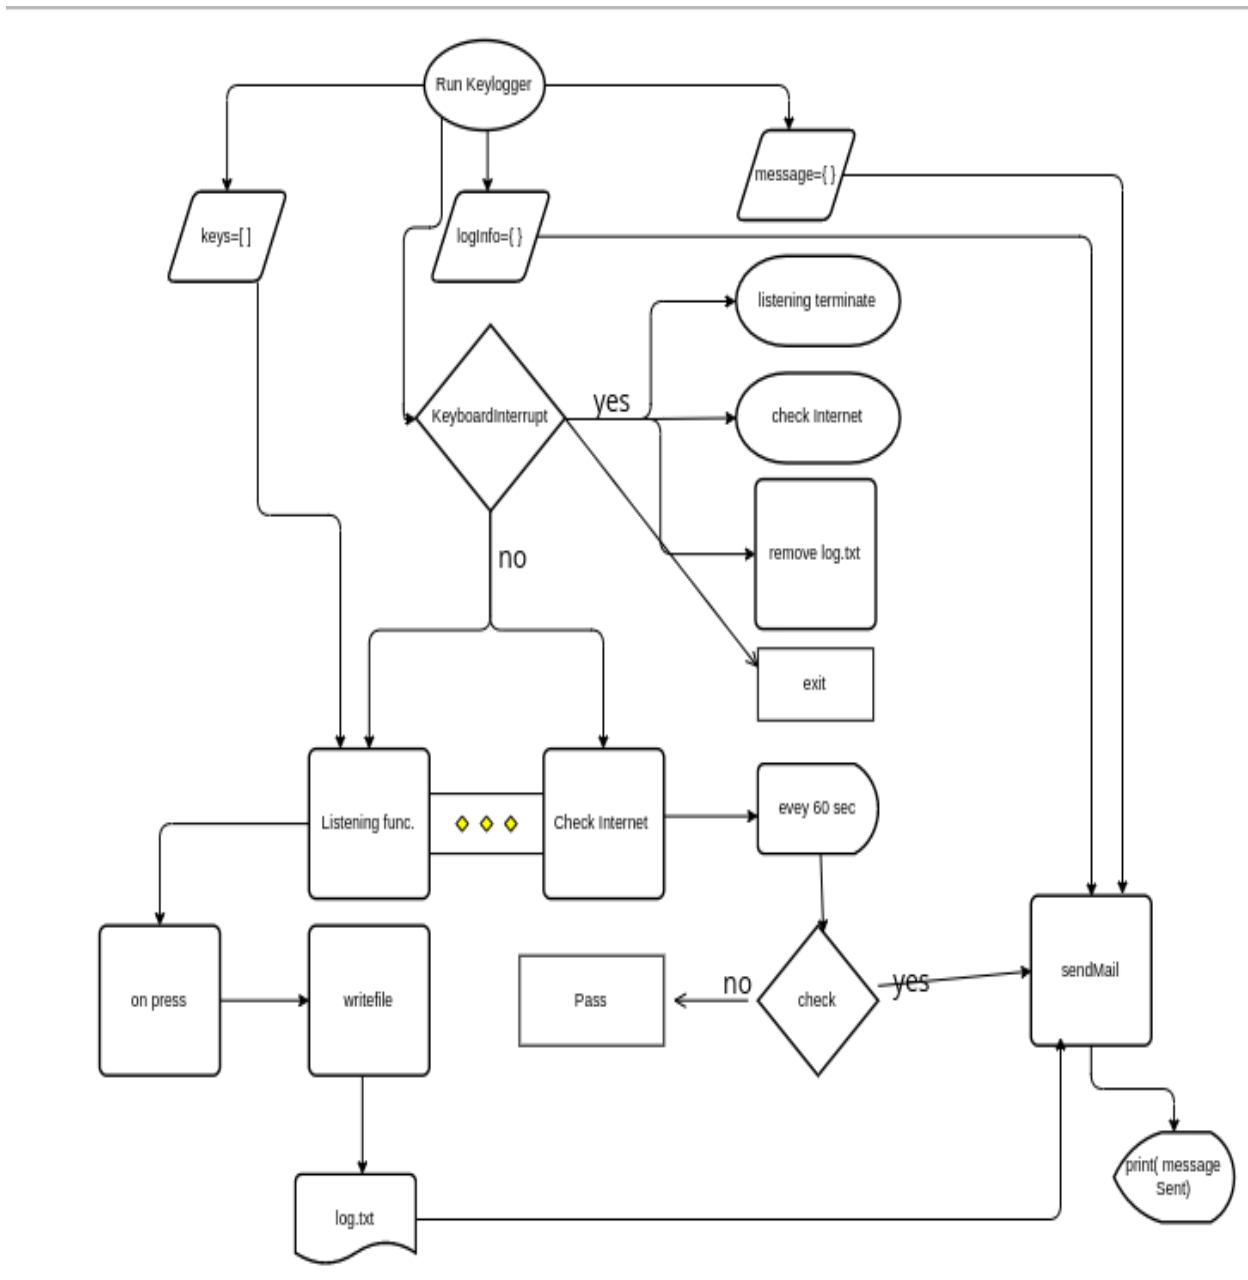 Run Keylogger
message={ }
keys=[ ]
logInfo={ }
listening terminate
yes
KeyboardInterrupt
check Internet
no
remove log.txt
exit
Listening func.
Check Internet
evey 60 sec
on press
writefile
Pass
no
check
yes
sendMail
print( message
Sent)
log.txt